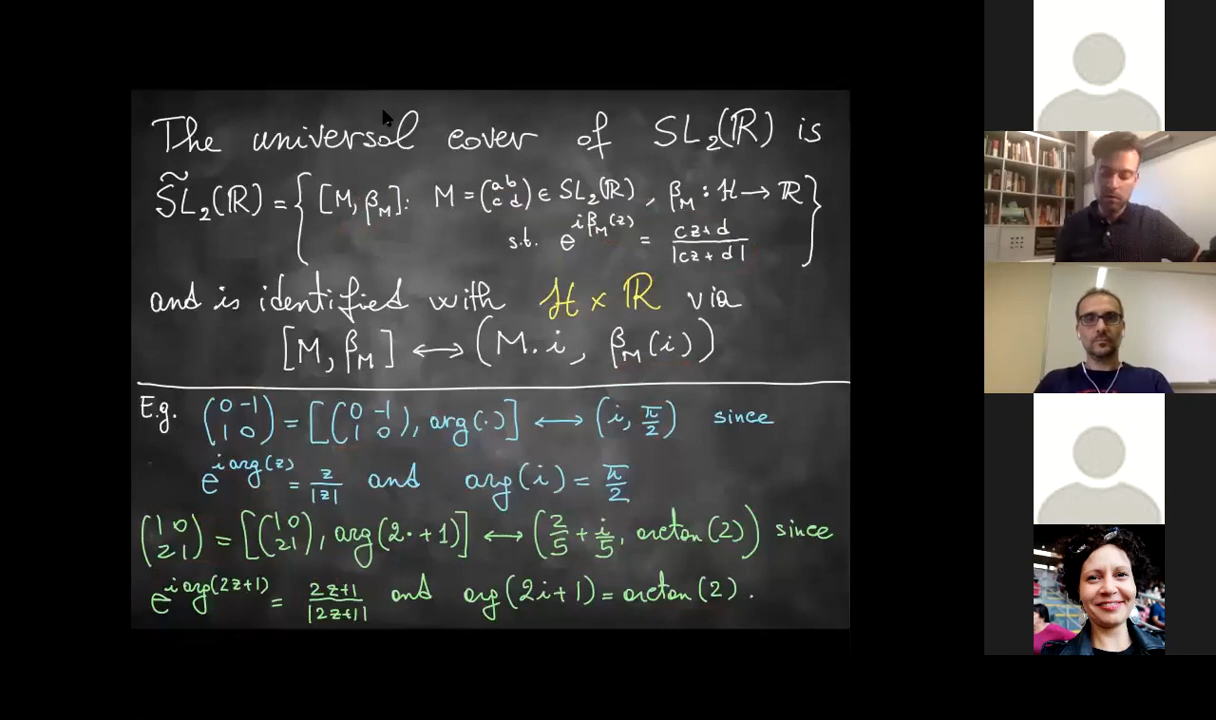 The universal cover of SL₂(ℝ) is
S̃L₂(ℝ) = { [M, β_M]: M = (a b; c d) ∈ SL₂(ℝ), β_M : ℋ → ℝ
s.t. e^{iβ_M(z)} = (cz+d)/|cz+d| }
and is identified with ℋ × ℝ via
[M, β_M] ↔ (M.i, β_M(i))
E.g. (0 -1; 1 0) = [(0 -1; 1 0), arg(·)] ↔ (i, π/2) since
e^{i arg(z)} = z/|z| and arg(i) = π/2
(1 0; 2 1) = [(1 0; 2 1), arg(2·+1)] ↔ (2/5 + i/5, arctan(2)) since
e^{i arg(2z+1)} = (2z+1)/|2z+1| and arg(2i+1) = arctan(2).